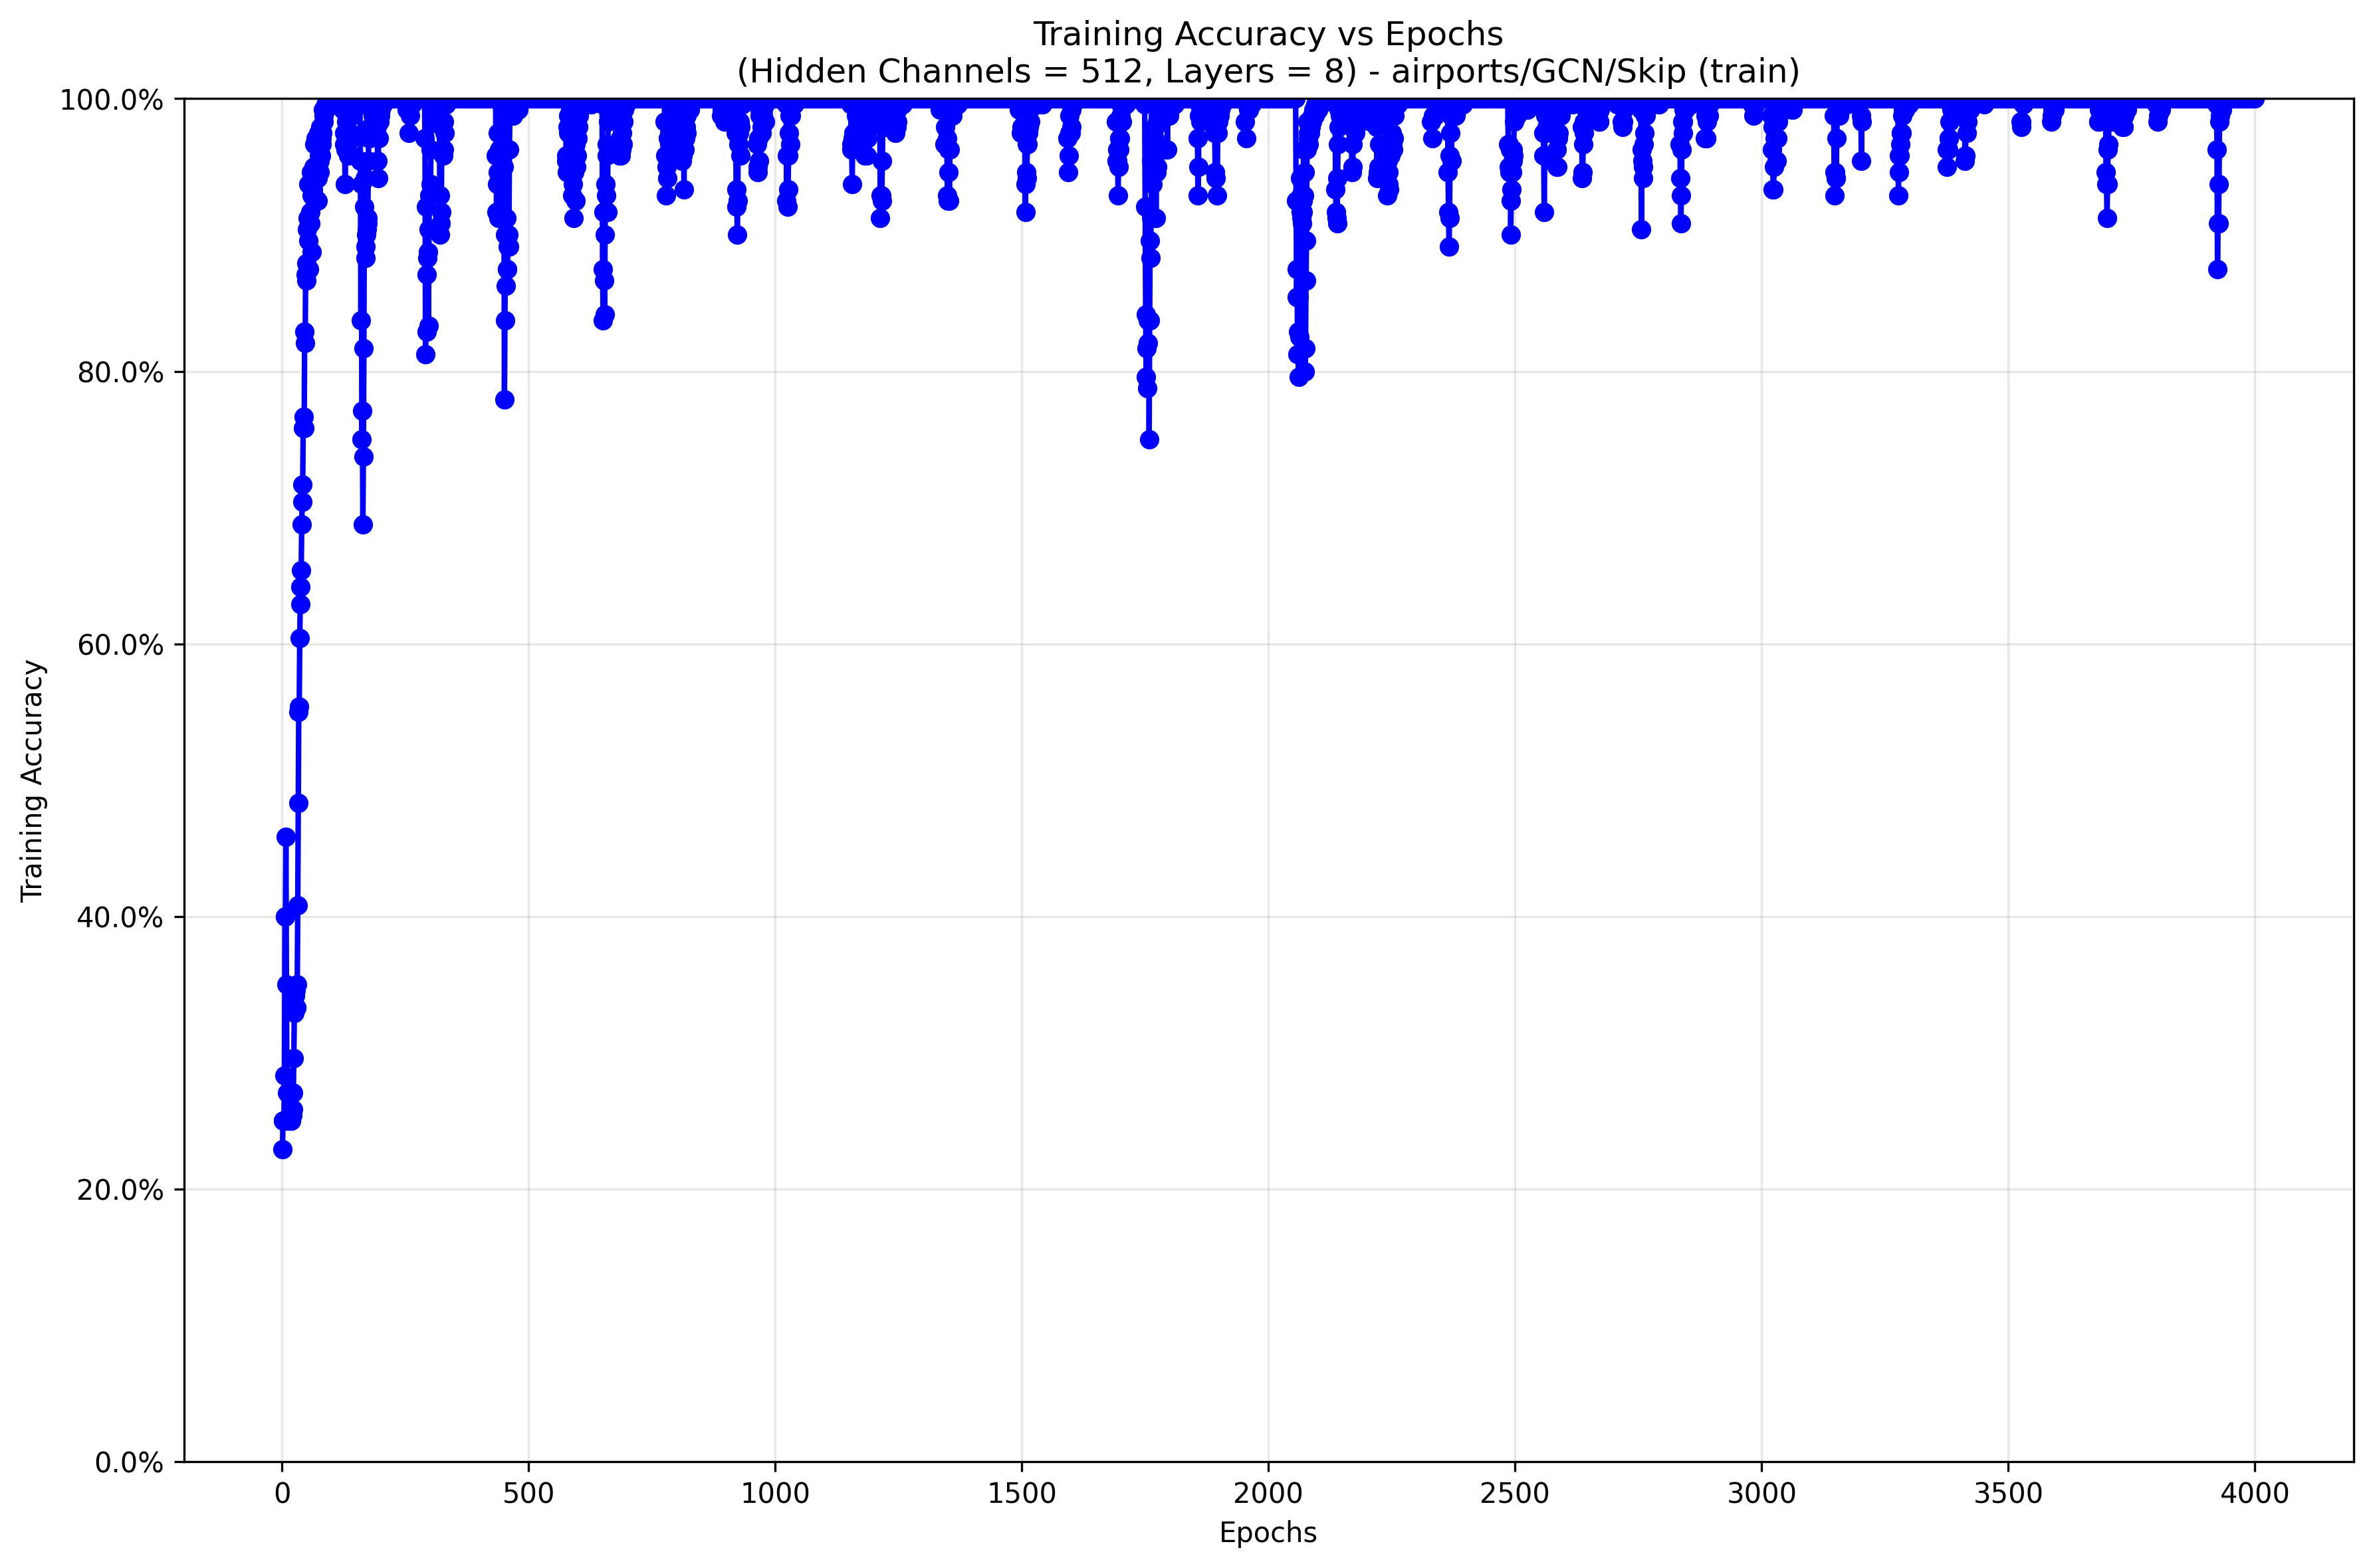 Training Accuracy vs Epochs
(Hidden Channels = 512, Layers = 8) - airports/GCN/Skip (train)
100.0%
80.0%
60.0%
40.0%
20.0%
0.0%
Training Accuracy
0 500 1000 1500 2000 2500 3000 3500 4000
Epochs